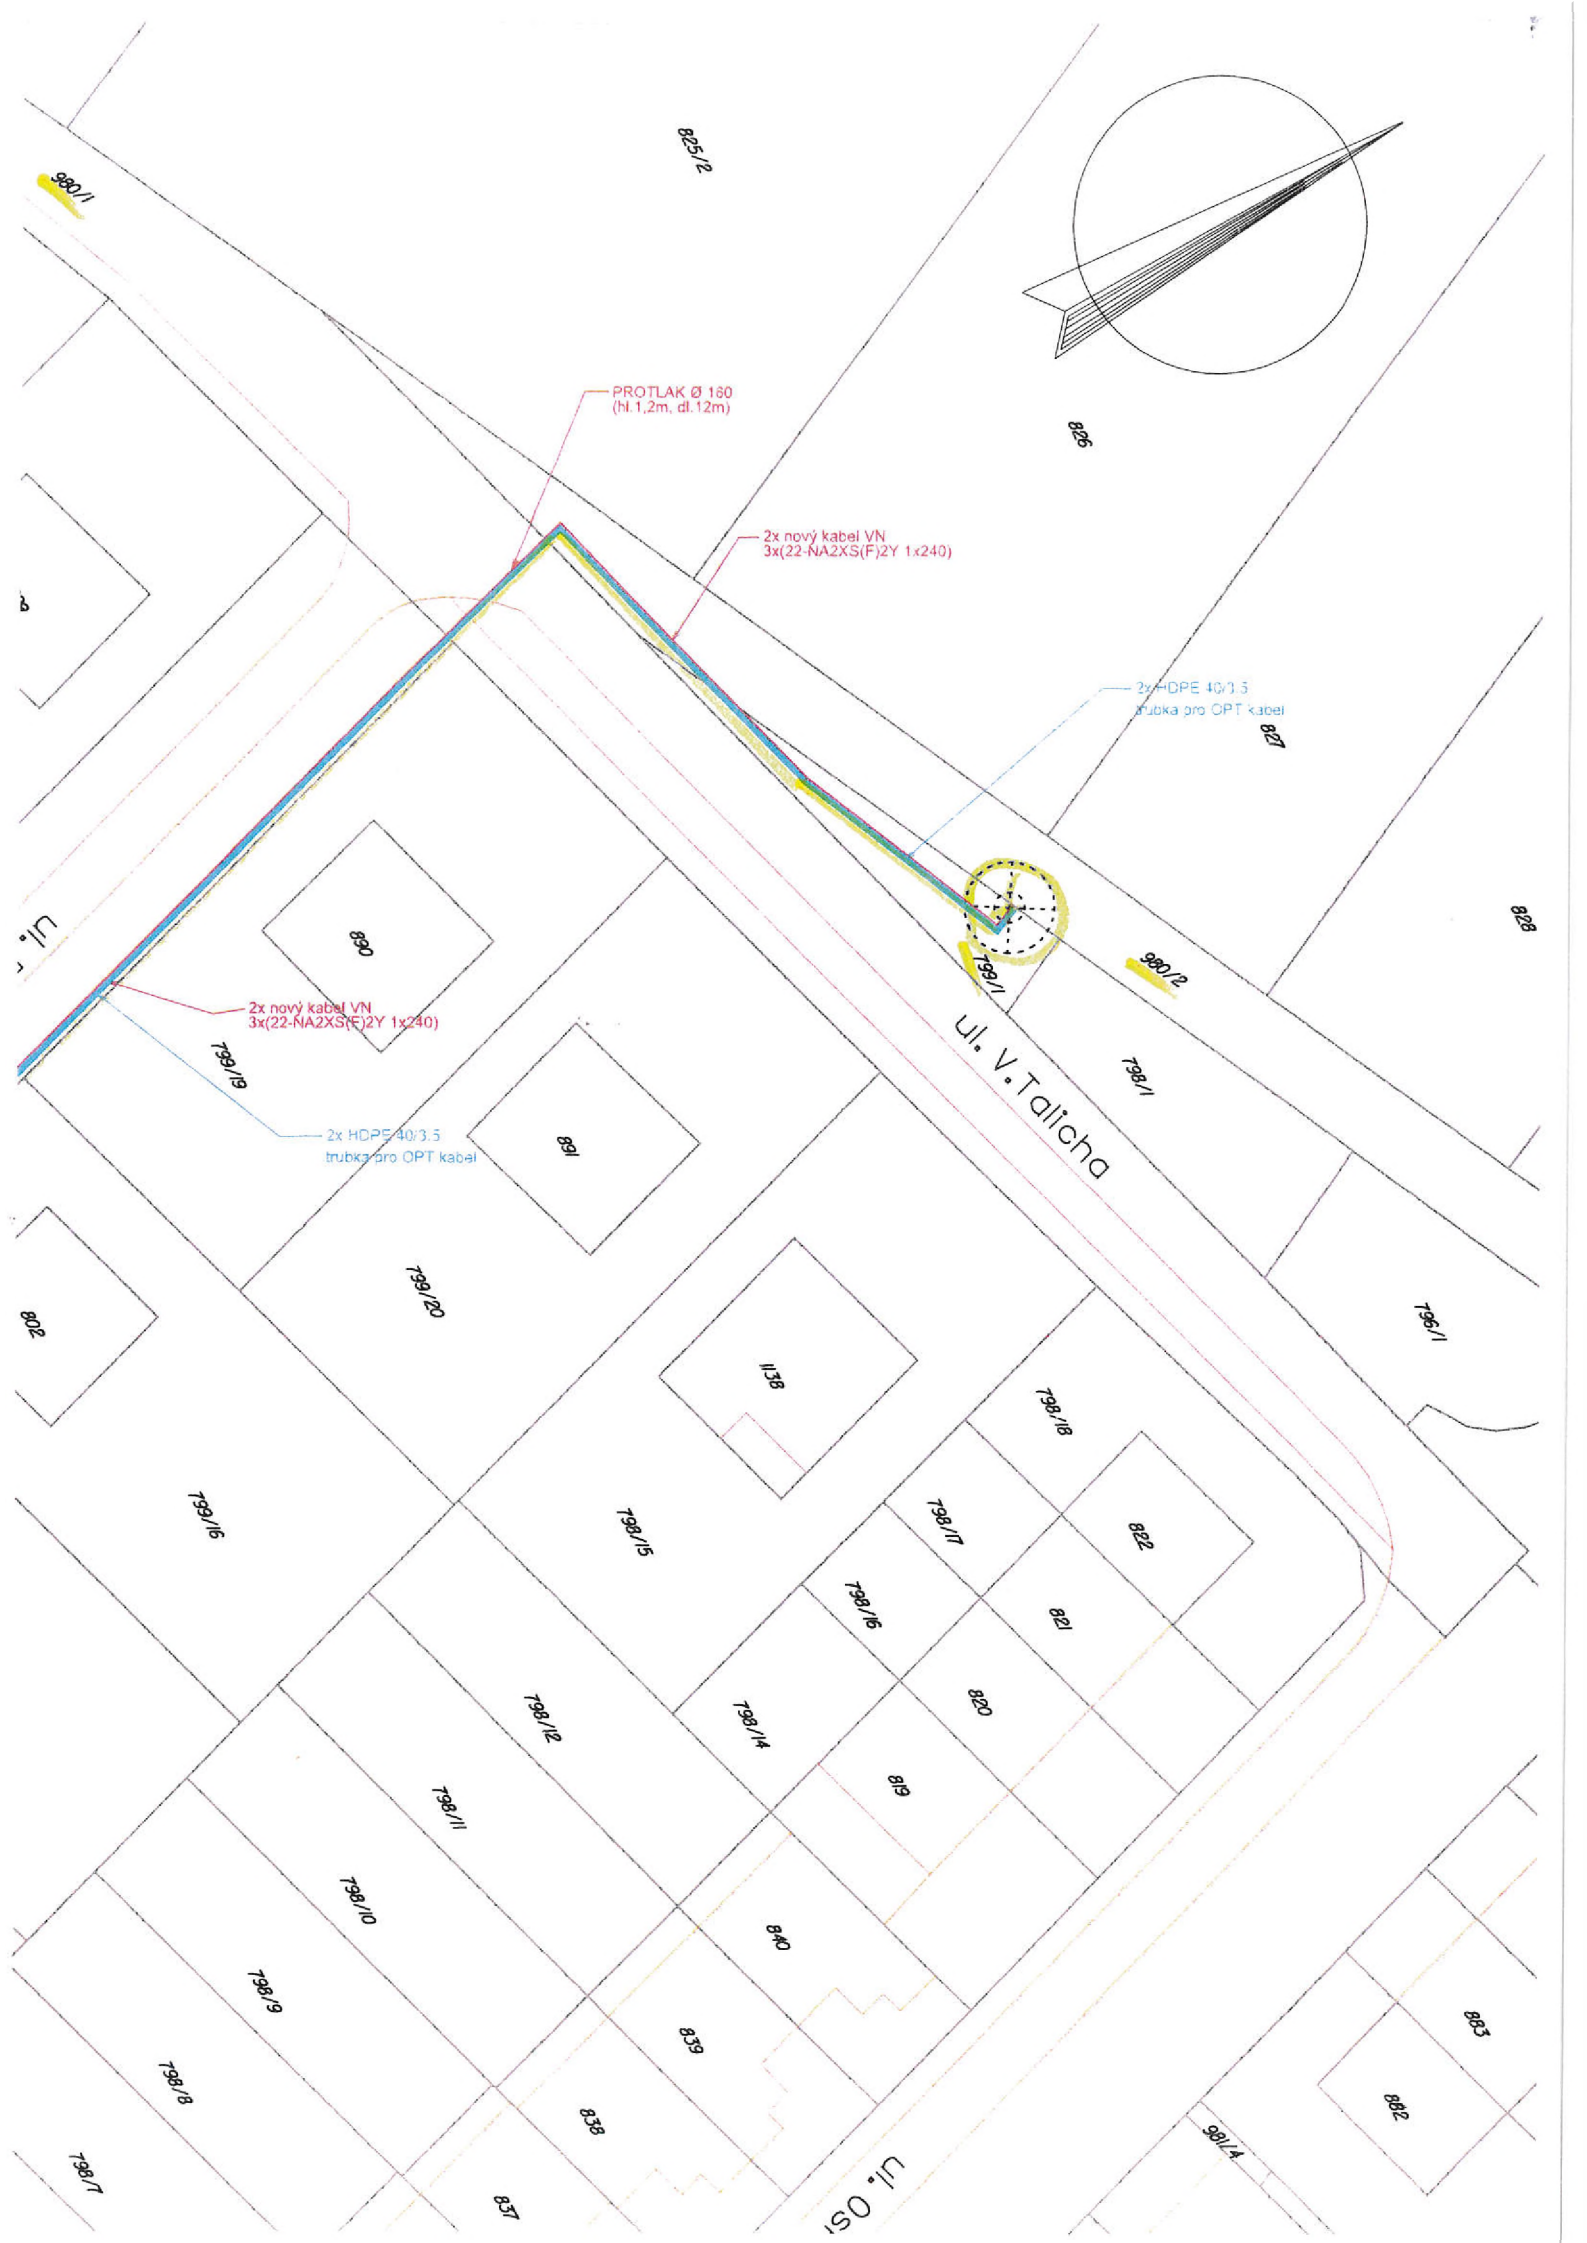 825/2
980/1
PROTLAK Ø 160
(hl.1,2m, dl.12m)
826
2x nový kabel VN
3x(22-NA2XS(F)2Y 1x240)
2x HDPE 40/3.5
trubka pro OPT kabel
827
828
ul.
890
799/1
980/2
2x nový kabel VN
3x(22-NA2XS(F)2Y 1x240)
799/19
ul. V.Talicha
798/1
2x HDPE 40/3.5
trubka pro OPT kabel
891
799/20
802
796/1
1138
798/18
799/16
798/15
798/17
822
798/16
821
798/12
798/14
820
819
798/11
798/10
840
798/9
839
883
798/8
838
882
981/4
798/7
837
ul. Os